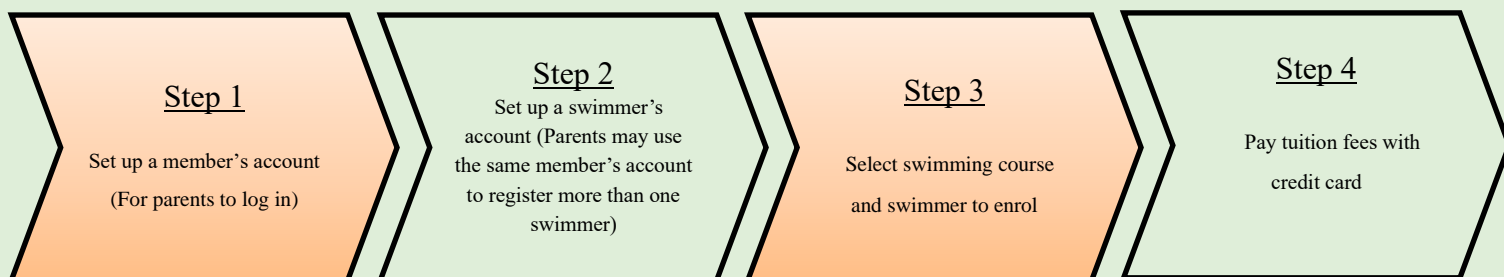 Step 1
Set up a member’s account
(For parents to log in)
Step 2
Set up a swimmer’s
account (Parents may use
the same member’s account
to register more than one
swimmer)
Step 3
Select swimming course
and swimmer to enrol
Step 4
Pay tuition fees with
credit card